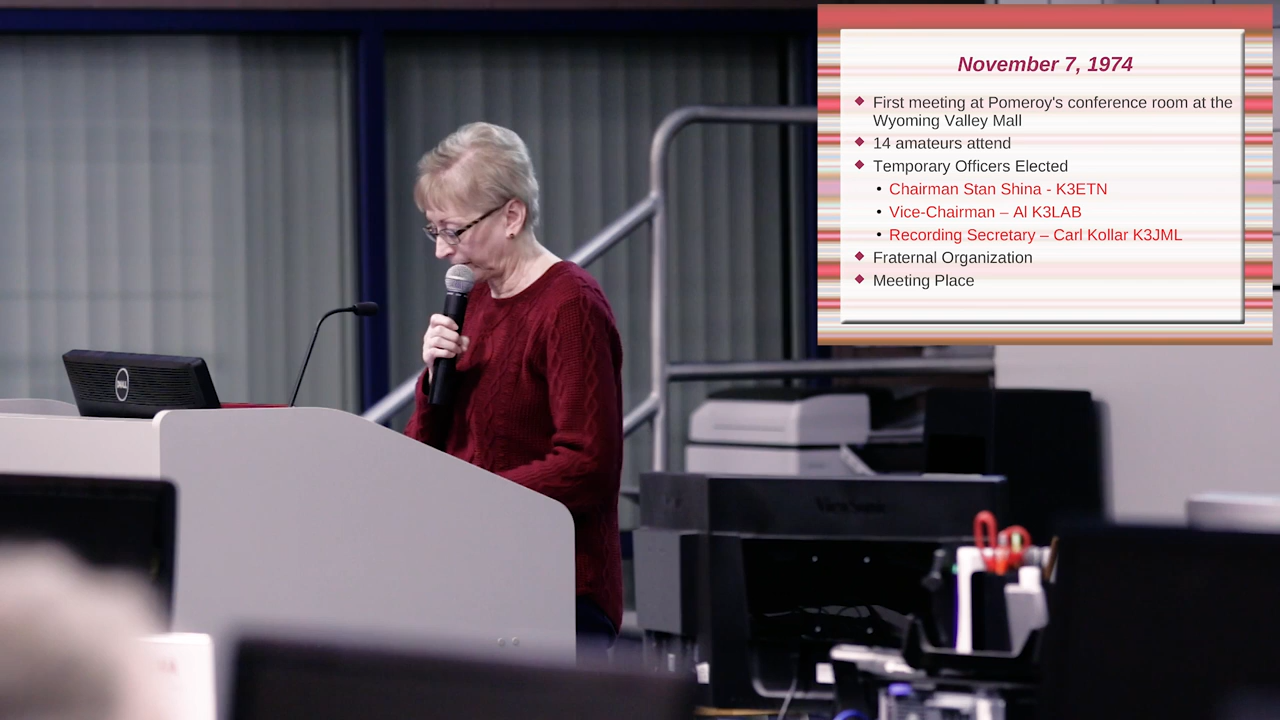 November 7, 1974
First meeting at Pomeroy's conference room at the
Wyoming Valley Mall
14 amateurs attend
Temporary Officers Elected
Chairman Stan Shina - K3ETN
Vice-Chairman – Al K3LAB
Recording Secretary – Carl Kollar K3JML
Fraternal Organization
Meeting Place
DELL
ViewSonic